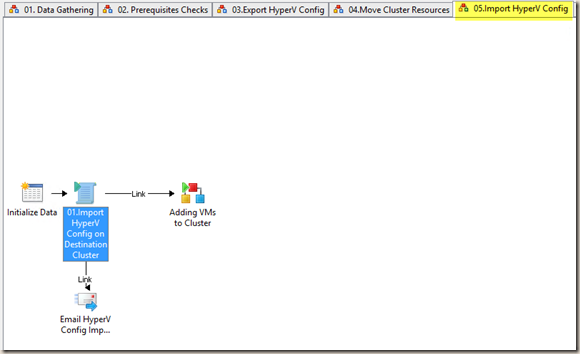 01. Data Gathering
02. Prerequisites Checks
03.Export HyperV Config
04.Move Cluster Resources
05.Import HyperV Config
Initialize Data
01.Import
HyperV
Config on
Destination
Cluster
Link
Adding VMs
to Cluster
Link
Email HyperV
Config Imp...